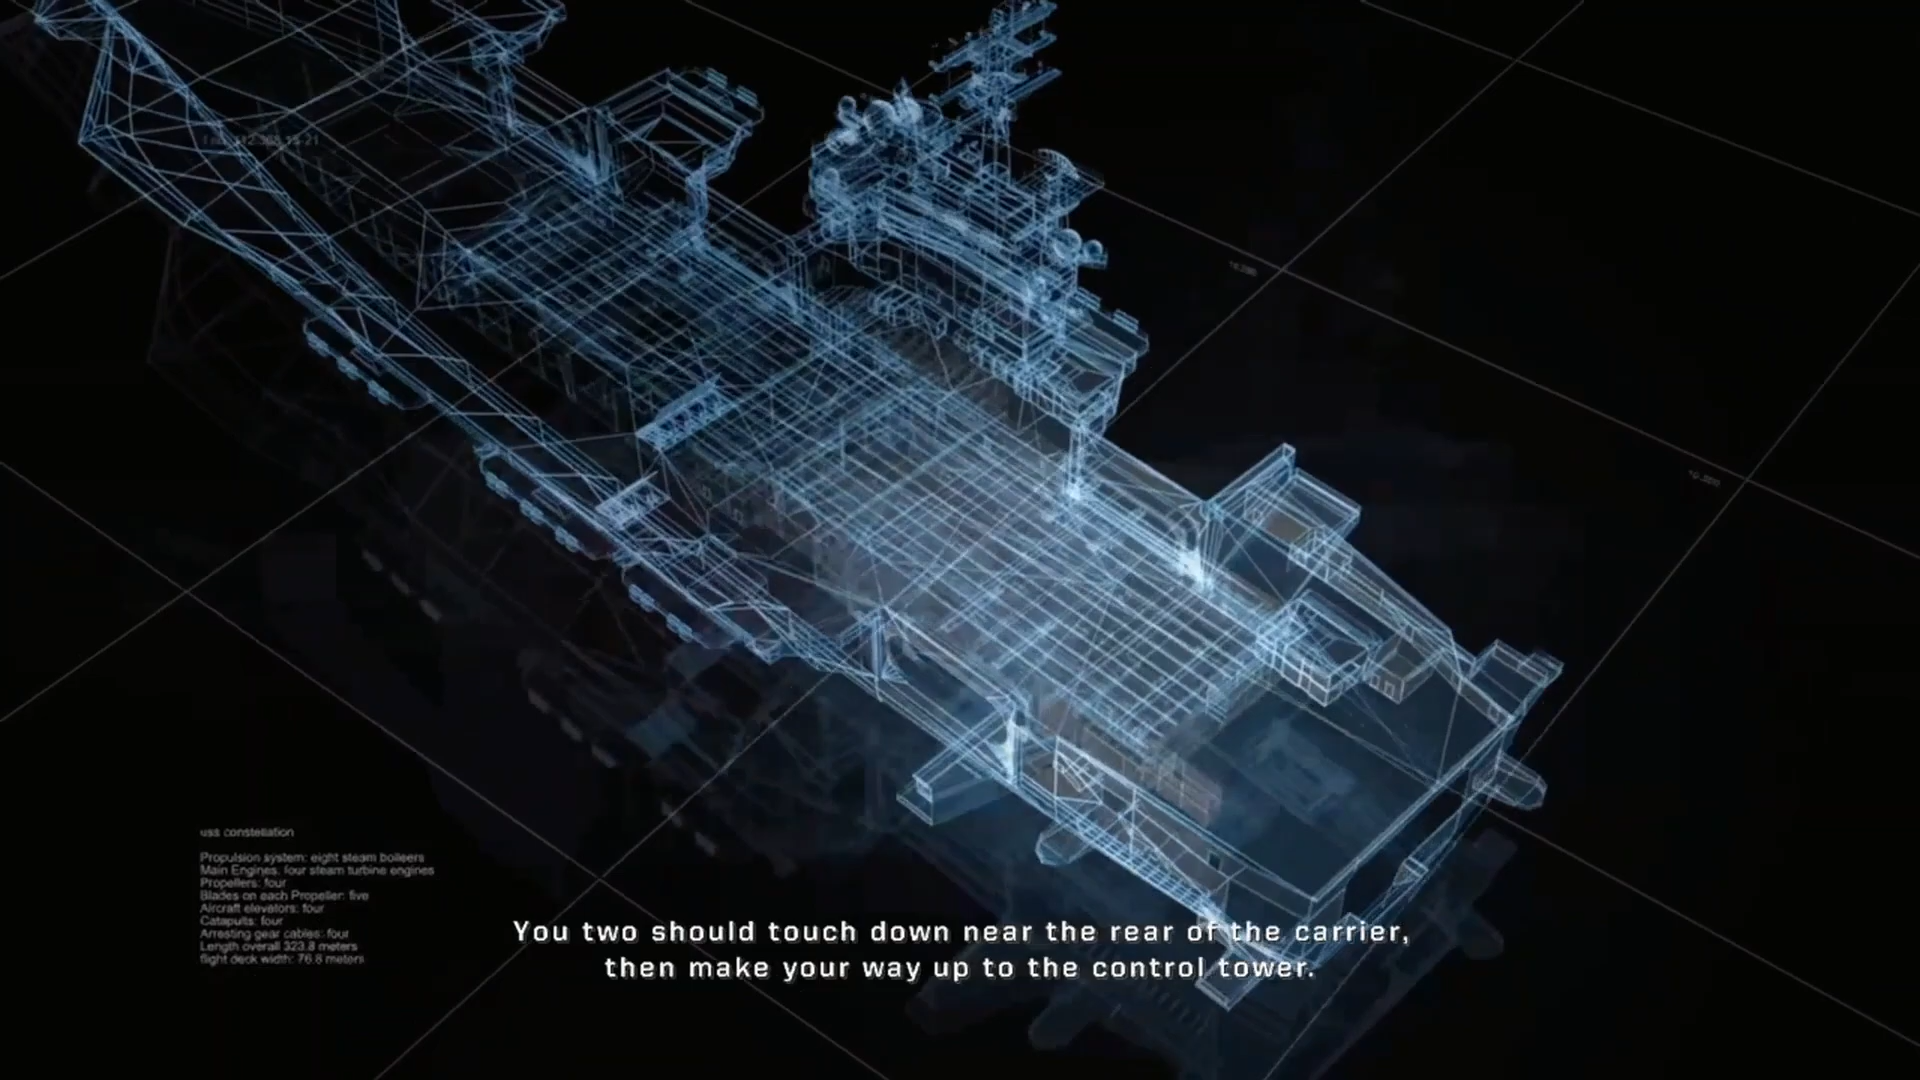 uss constellation
Propulsion system: eight steam boileers
Main Engines: four steam turbine engines
Propellers: four
Blades on each Propeller: five
Aircraft elevators: four
Catapults: four
Arresting gear cables: four
Length overall 323.8 meters
flight deck width: 76.8 meters
You two should touch down near the rear of the carrier,
then make your way up to the control tower.